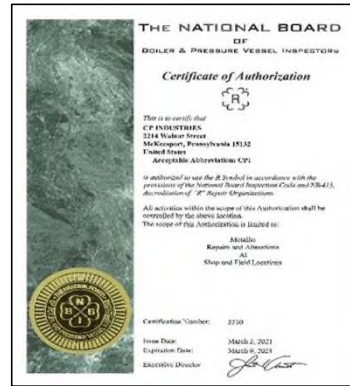 THE NATIONAL BOARD
OF
BOILER & PRESSURE VESSEL INSPECTORS
Certificate of Authorization
R
This is to certify that
CP INDUSTRIES
2214 Walnut Street
McKeesport, Pennsylvania 15132
United States
Acceptable Abbreviation: CPI
is authorized to use the R Symbol in accordance with the
provisions of the National Board Inspection Code and NB-415,
Accreditation of "R" Repair Organizations.
All activities within the scope of this Authorization shall be
controlled by the above location.
The scope of this Authorization is limited to:
Metallic
Repairs and Alterations
At
Shop and Field Locations
N
B B
I
Certification Number:
Issue Date: March 2, 2021
Expiration Date: March 9, 2024
Executive Director